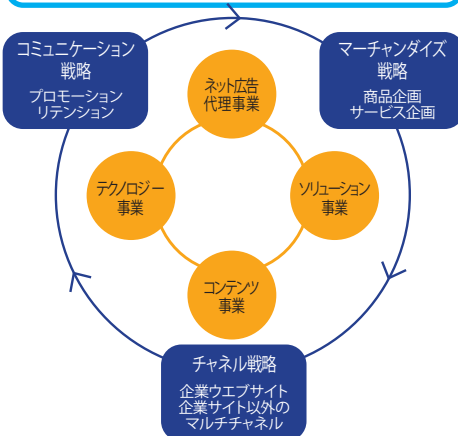 コミュニケーション
戦略
プロモーション
リテンション
マーチャンダイズ
戦略
商品企画
サービス企画
ネット広告
代理事業
テクノロジー
事業
ソリューション
事業
コンテンツ
事業
チャネル戦略
企業ウエブサイト
企業サイト以外の
マルチチャネル